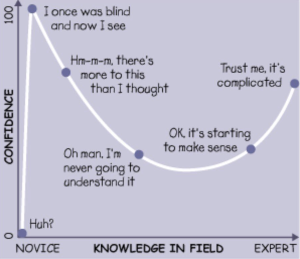 100
I once was blind
and now I see
Hm-m-m, there's
more to this
than I thought
Trust me, it's
complicated
OK, it's starting
to make sense
Oh man, I'm
never going to
understand it
Huh?
CONFIDENCE
0
NOVICE KNOWLEDGE IN FIELD EXPERT